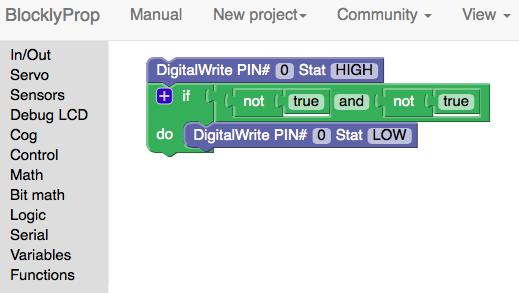 BlocklyProp Manual New project Community View
In/Out
Servo
Sensors
Debug LCD
Cog
Control
Math
Bit math
Logic
Serial
Variables
Functions
DigitalWrite PIN# 0 Stat HIGH
if not true and not true
do DigitalWrite PIN# 0 Stat LOW